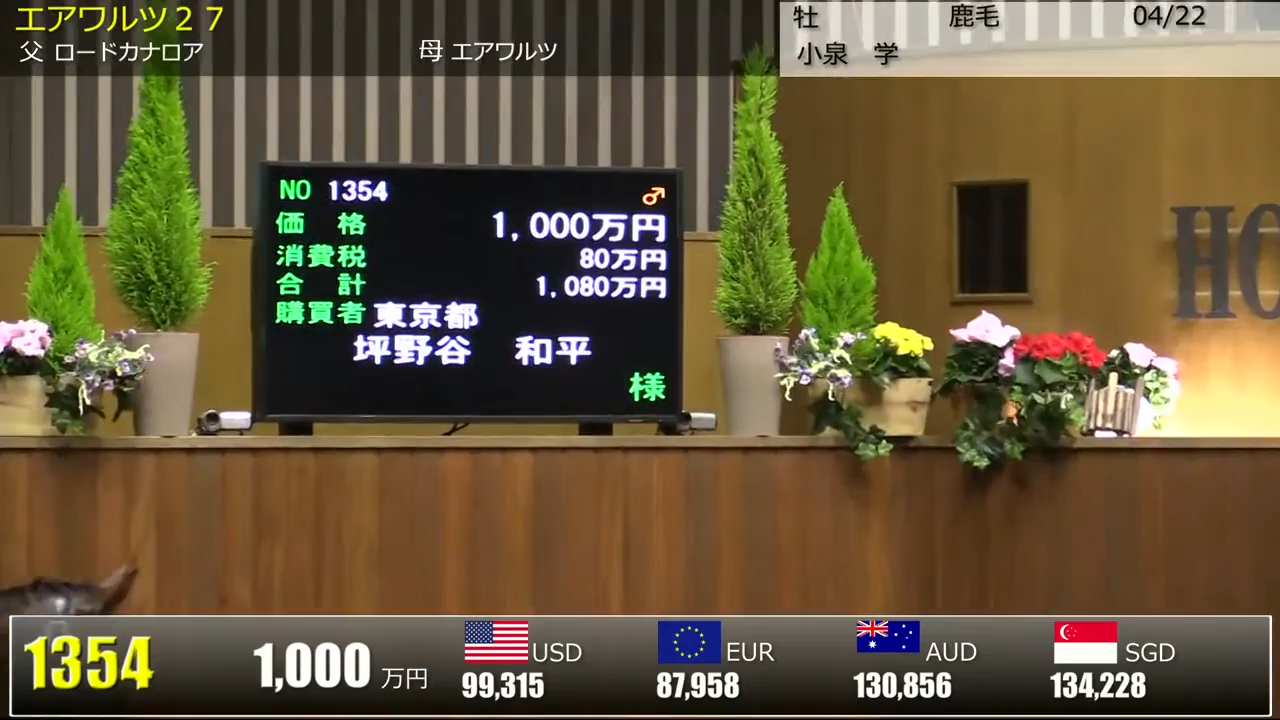 エアワルツ２７
父 ロードカナロア
母 エアワルツ
牡 鹿毛 04/22
小泉 学
NO 1354 ♂
価 格 1,000万円
消費税 80万円
合 計 1,080万円
購買者 東京都
坪野谷 和平
様
HO
1354
1,000 万円
USD
99,315
EUR
87,958
AUD
130,856
SGD
134,228